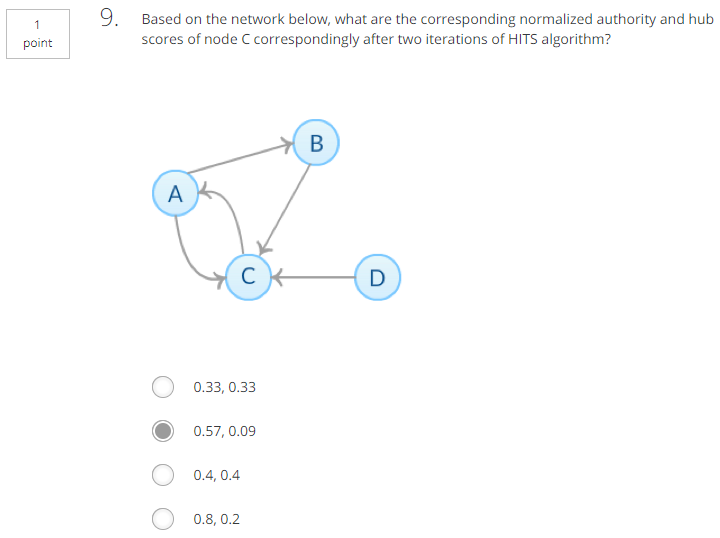 1
point
9. Based on the network below, what are the corresponding normalized authority and hub
scores of node C correspondingly after two iterations of HITS algorithm?
B
A
C
D
0.33, 0.33
0.57, 0.09
0.4, 0.4
0.8, 0.2